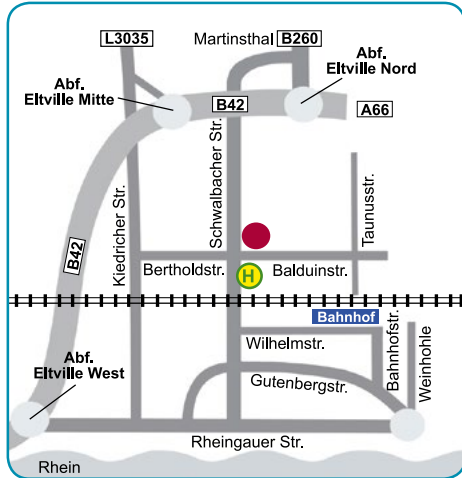 L3035
Martinsthal B260
Abf.
Eltville Mitte
Abf.
Eltville Nord
B42
A66
Kiedricher Str.
Schwalbacher Str.
Taunusstr.
B42
Bertholdstr.
H
Balduinstr.
Bahnhof
Wilhelmstr.
Bahnhofstr.
Weinhohle
Abf.
Eltville West
Gutenbergstr.
Rheingauer Str.
Rhein